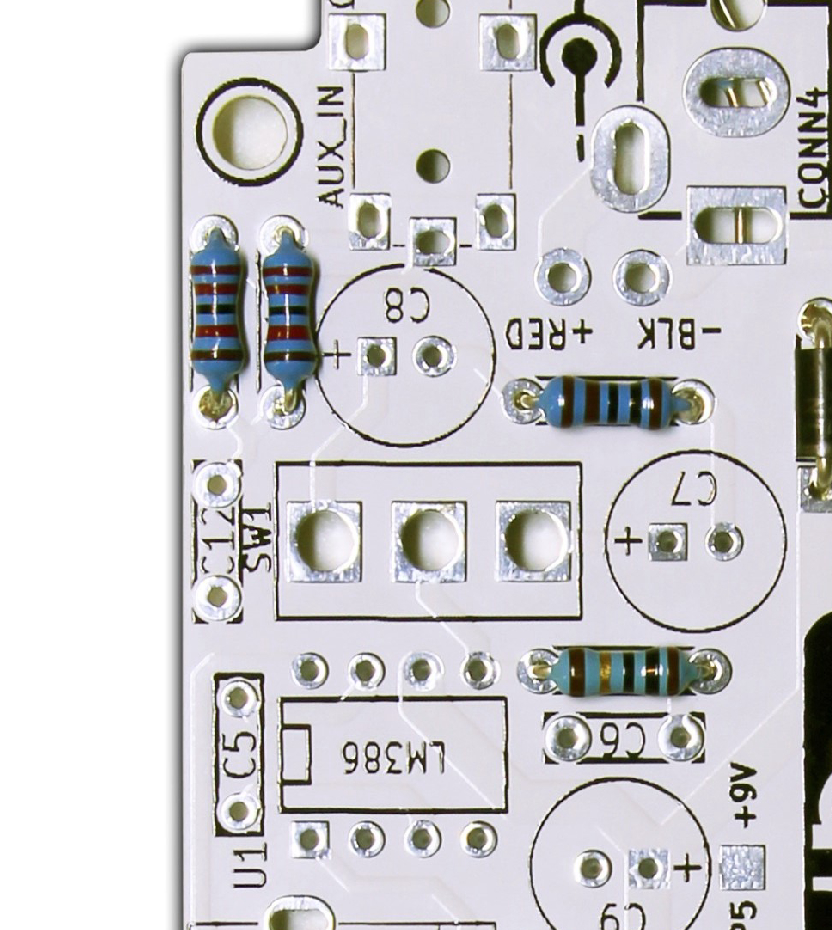 AUX_IN
CONN4
C8
+
+RED
-BLK
C7
+
C12
SW1
C5
C6
LM386
+9V
U1
+
C9